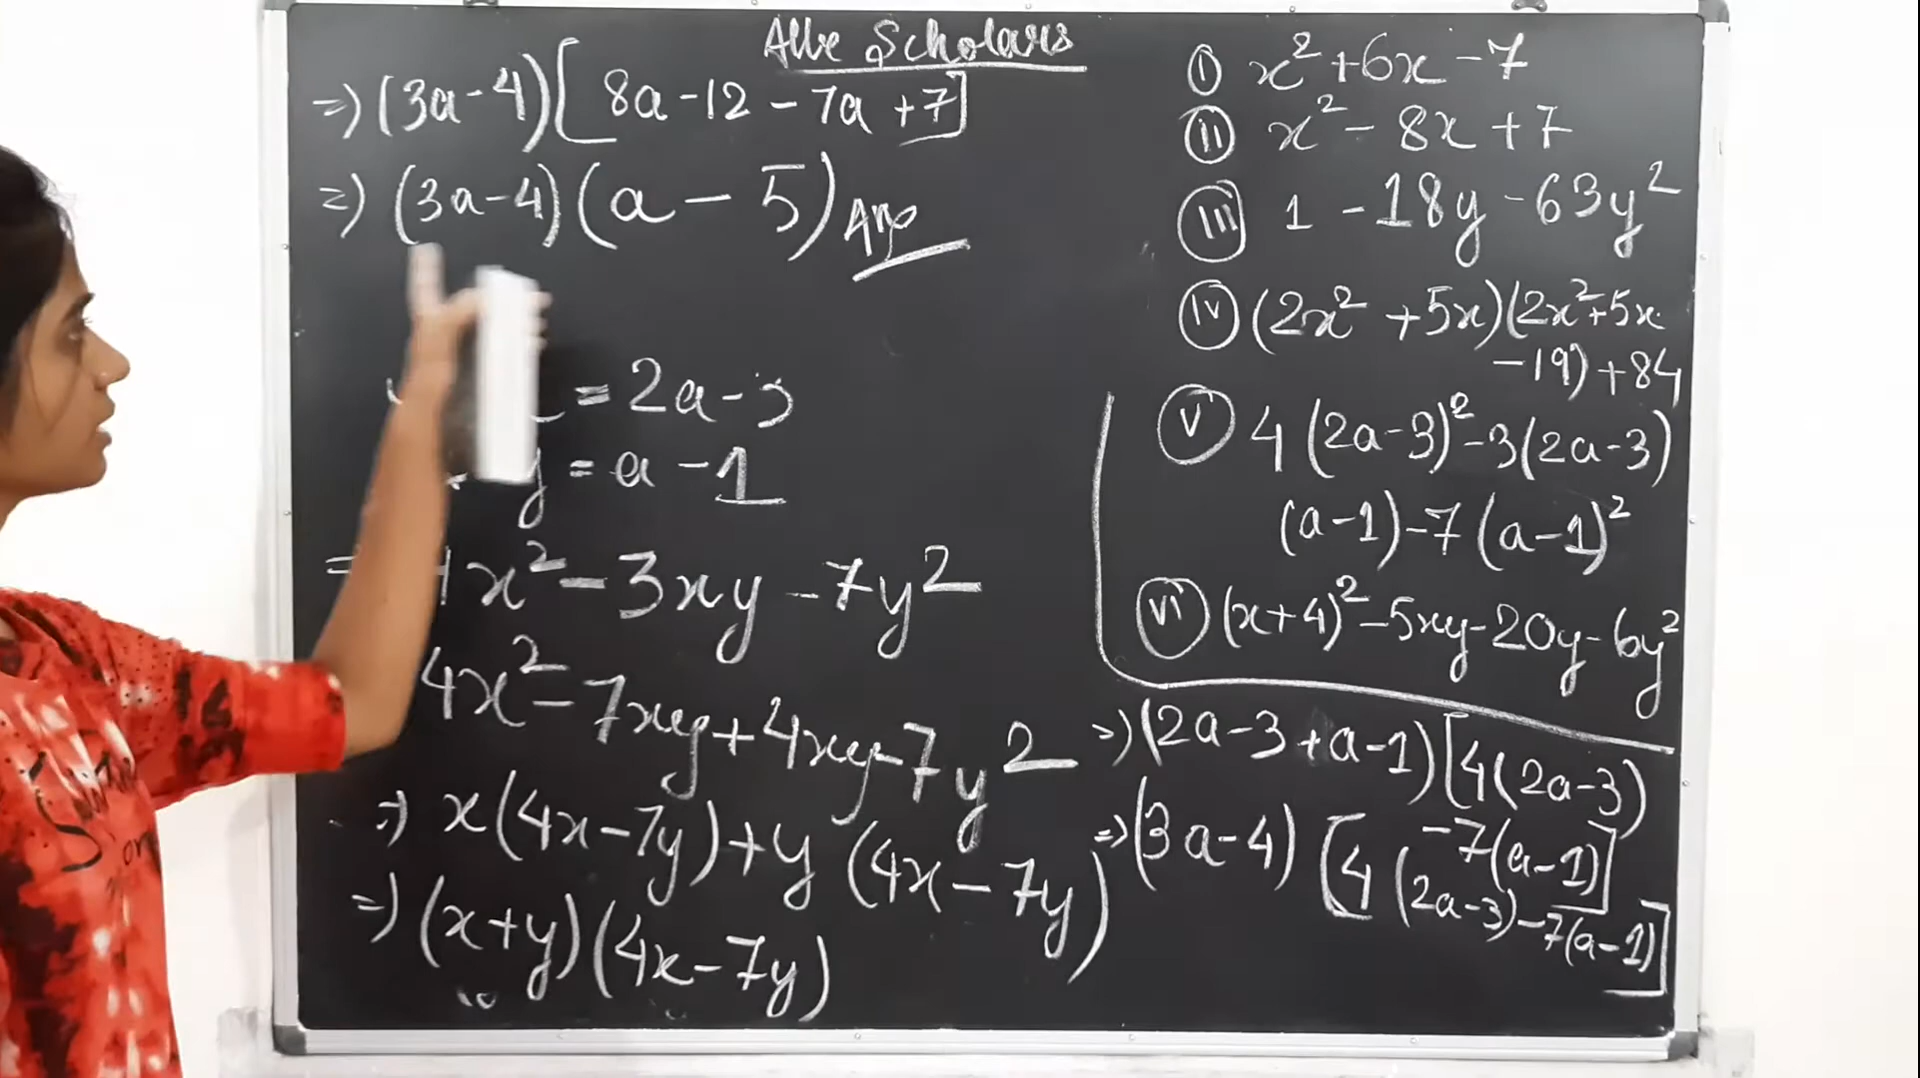 Alve Scholars
=> (3a-4)[8a-12-7a+7]
=> (3a-4)(a-5) Ans
= 2a-3
y = a-1
4x²-3xy-7y²
4x²-7xy+4xy-7y²
=> x(4x-7y)+y(4x-7y)
=> (x+y)(4x-7y)
(i) x²+6x-7
(ii) x²-8x+7
(iii) 1-18y-63y²
(iv) (2x²+5x)(2x²+5x
-19)+84
(v) 4(2a-3)²-3(2a-3)
(a-1)-7(a-1)²
(vi) (x+4)²-5xy-20y-6y²
=> (2a-3+a-1)[4(2a-3)
-7(a-1)]
=> (3a-4)[4(2a-3)-7(a-1)]